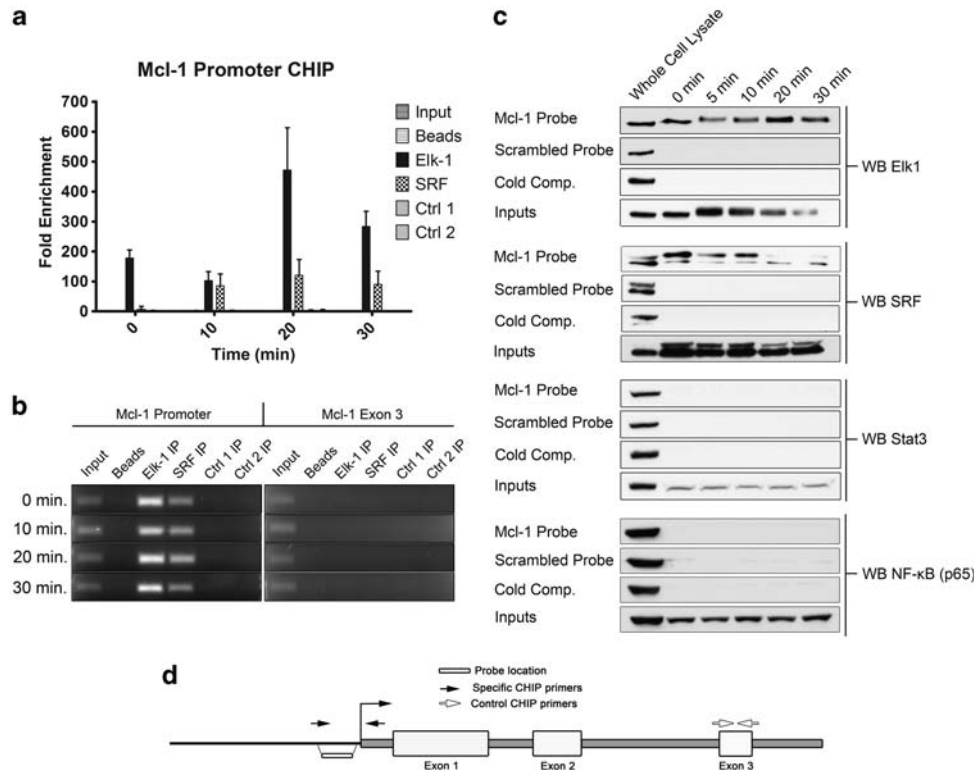 a
Mcl-1 Promoter CHIP
Fold Enrichment
700
600
500
400
300
200
100
0
0
10
20
30
Time (min)
Input
Beads
Elk-1
SRF
Ctrl 1
Ctrl 2
b
Mcl-1 Promoter
Mcl-1 Exon 3
Input
Beads
Elk-1 IP
SRF IP
Ctrl 1 IP
Ctrl 2 IP
Input
Beads
Elk-1 IP
SRF IP
Ctrl 1 IP
Ctrl 2 IP
0 min.
10 min.
20 min.
30 min.
c
Whole Cell Lysate
0 min
5 min
10 min
20 min
30 min
Mcl-1 Probe
Scrambled Probe
Cold Comp.
Inputs
WB Elk1
Mcl-1 Probe
Scrambled Probe
Cold Comp.
Inputs
WB SRF
Mcl-1 Probe
Scrambled Probe
Cold Comp.
Inputs
WB Stat3
Mcl-1 Probe
Scrambled Probe
Cold Comp.
Inputs
WB NF-κB (p65)
d
Probe location
Specific CHIP primers
Control CHIP primers
Exon 1
Exon 2
Exon 3